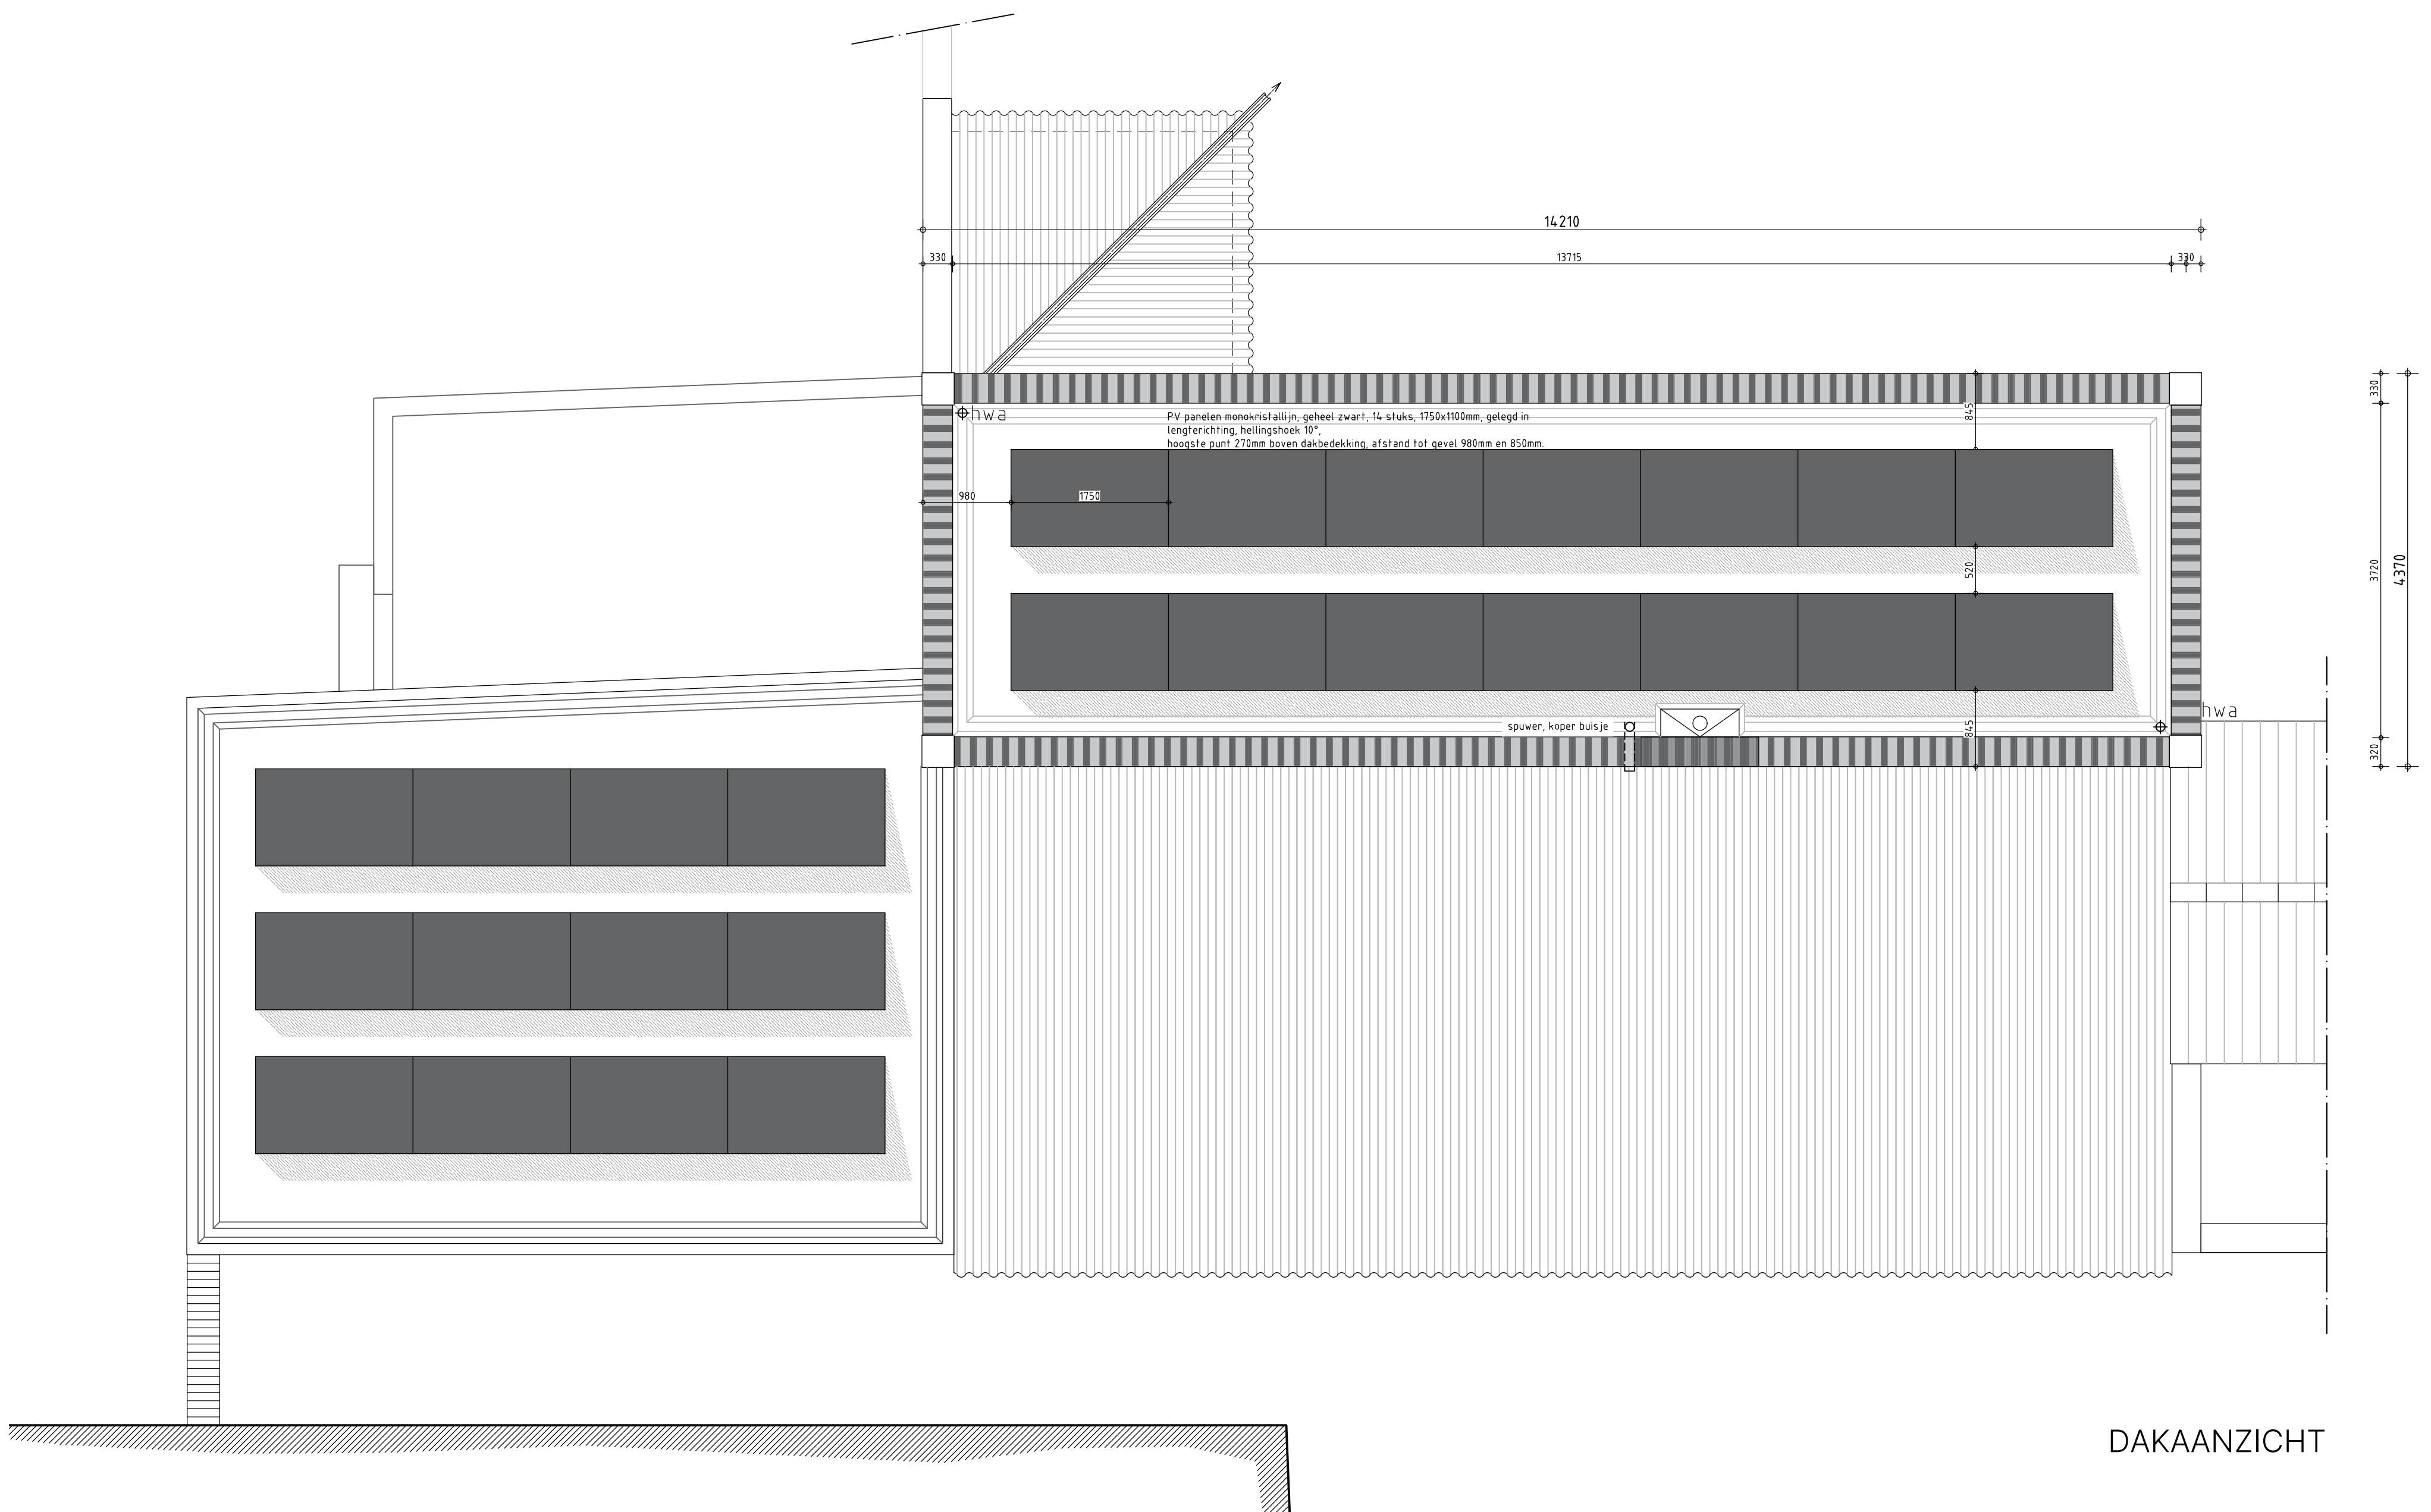 14210
330
13715
330
hwa
PV panelen monokristallijn, geheel zwart, 14 stuks, 1750x1100mm, gelegd in
lengterichting, hellingshoek 10°,
hoogste punt 270mm boven dakbedekking, afstand tot gevel 980mm en 850mm.
845
330
980
1750
520
3720
4370
hwa
spuwer, koper buisje
845
320
DAKAANZICHT